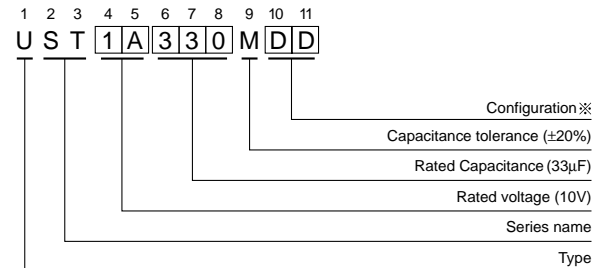 1 2 3 4 5 6 7 8 9 10 11
U S T 1 A 3 3 0 M D D
Configuration※
Capacitance tolerance (±20%)
Rated Capacitance (33µF)
Rated voltage (10V)
Series name
Type